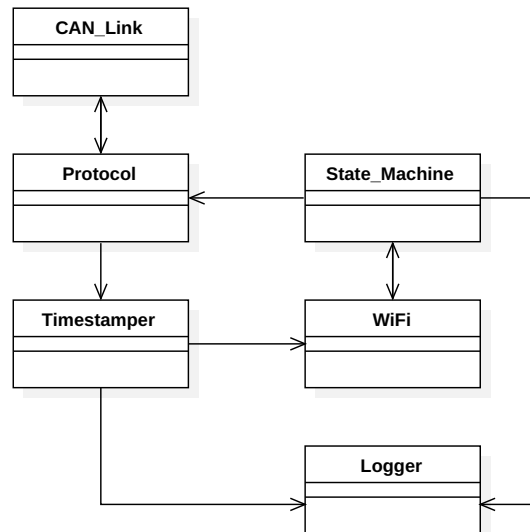 CAN_Link
Protocol
State_Machine
Timestamper
WiFi
Logger